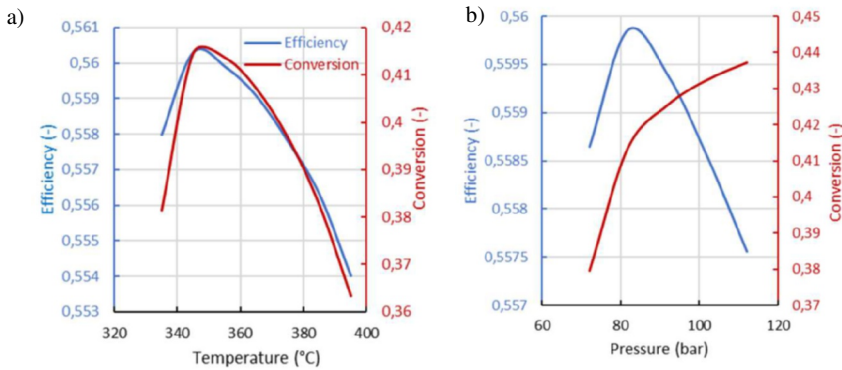 a)
0,561
0,56
0,559
0,558
0,557
0,556
0,555
0,554
0,553
Efficiency (-)
Efficiency
Conversion
0,42
0,41
0,4
0,39
0,38
0,37
0,36
Conversion (-)
320 340 360 380 400
Temperature (°C)
b)
0,56
0,5595
0,559
0,5585
0,558
0,5575
0,557
Efficiency (-)
0,45
0,44
0,43
0,42
0,41
0,4
0,39
0,38
0,37
Conversion (-)
60 80 100 120
Pressure (bar)